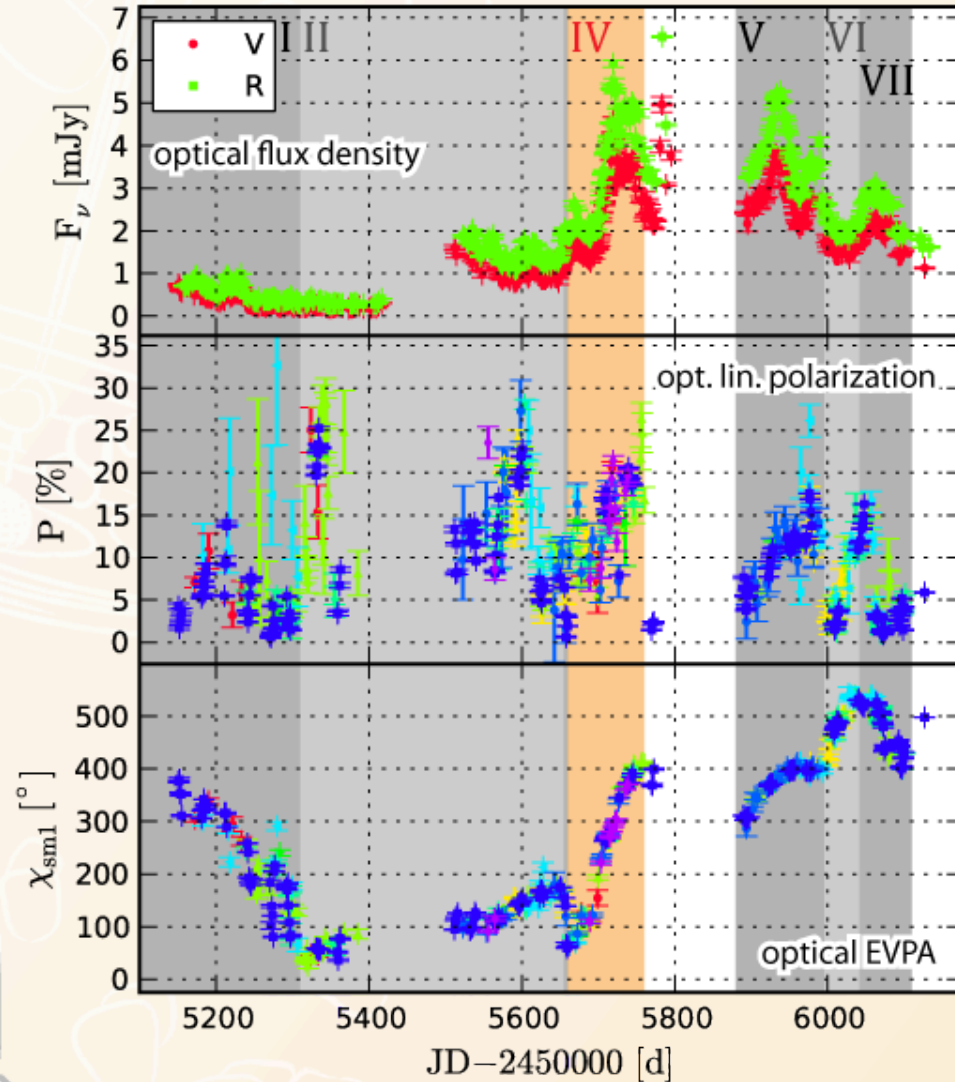 I II IV V VI VII
V
R
optical flux density
F_ν [mJy]
7
6
5
4
3
2
1
0
opt. lin. polarization
P [%]
35
30
25
20
15
10
5
0
optical EVPA
χ_sm1 [°]
500
400
300
200
100
0
5200 5400 5600 5800 6000
JD−2450000 [d]